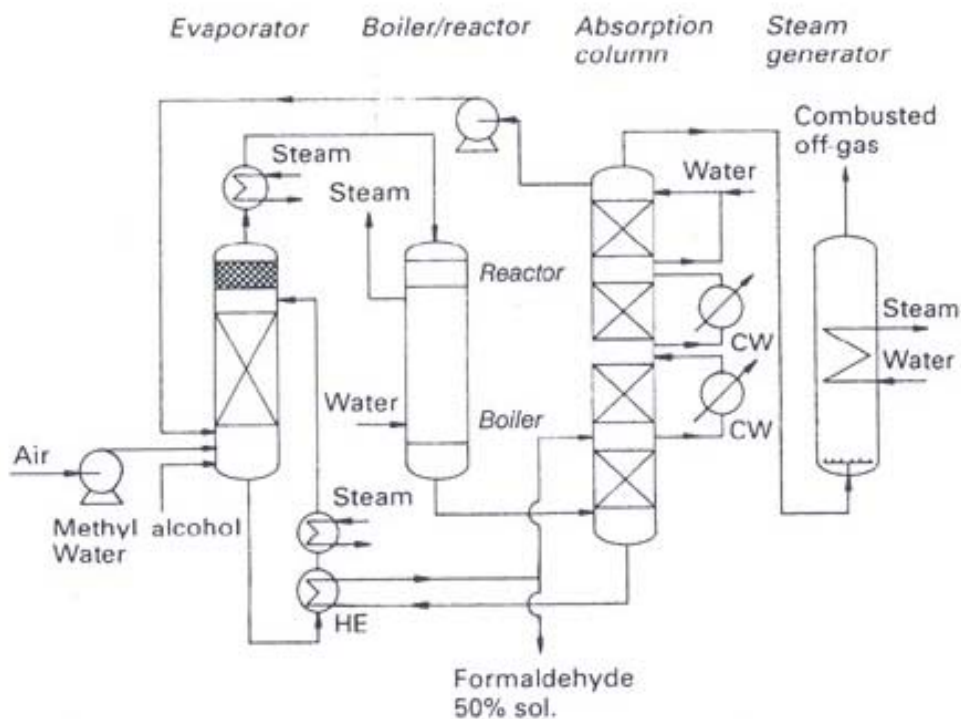 Evaporator
Boiler/reactor
Absorption
column
Steam
generator
Combusted
off-gas
Steam
Water
Steam
Reactor
Steam
CW
Water
Water
Boiler
CW
Air
Steam
Methyl alcohol
Water
HE
Formaldehyde
50% sol.